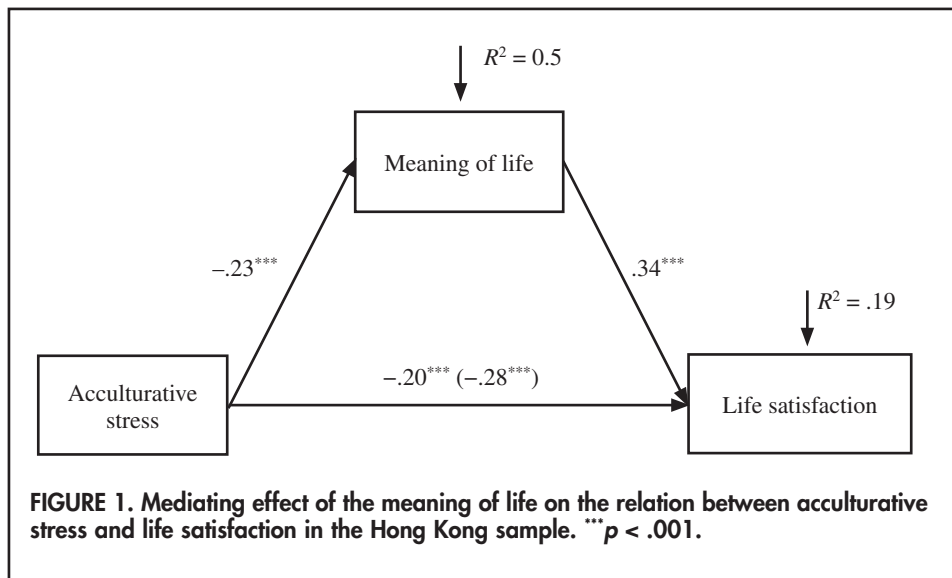 R² = 0.5
Meaning of life
–.23***
.34***
R² = .19
–.20*** (–.28***)
Acculturative
stress
Life satisfaction
FIGURE 1. Mediating effect of the meaning of life on the relation between acculturative
stress and life satisfaction in the Hong Kong sample. ***p < .001.